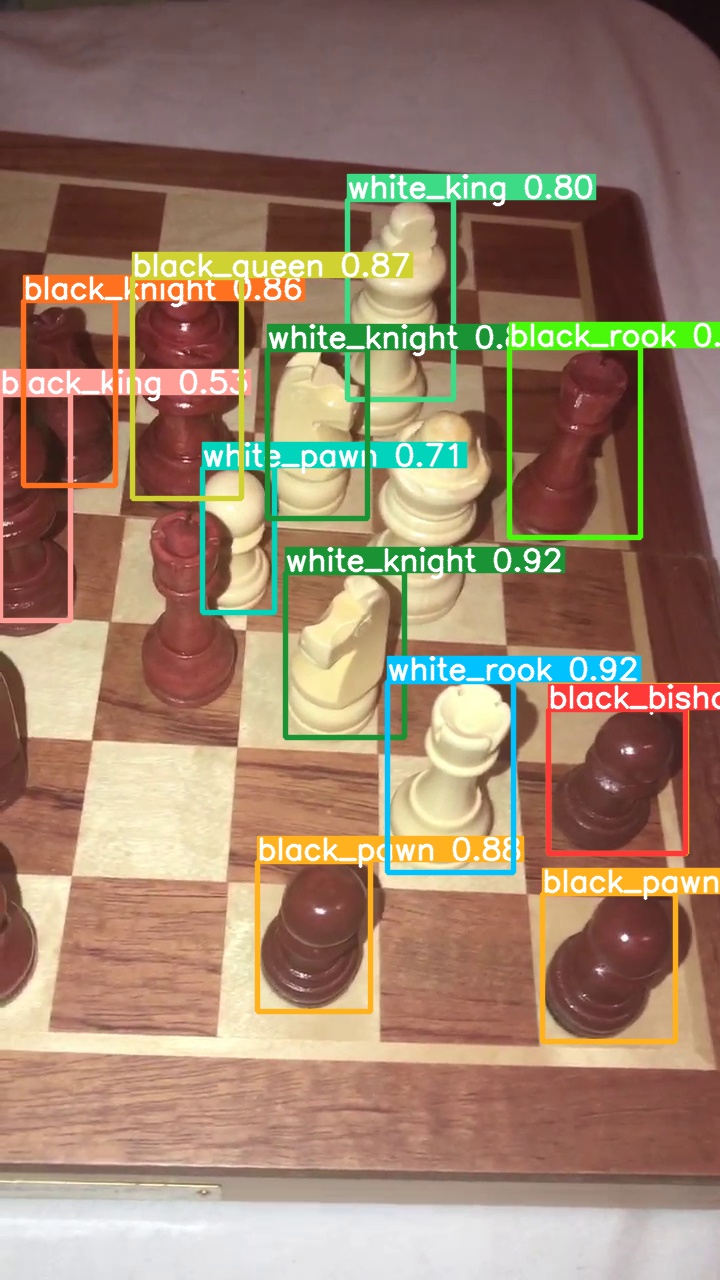 white_king 0.80
black_queen 0.87
black_knight 0.86
white_knight 0.
black_rook 0.
black_king 0.53
white_pawn 0.71
white_knight 0.92
white_rook 0.92
black_bisho
black_pawn 0.88
black_pawn